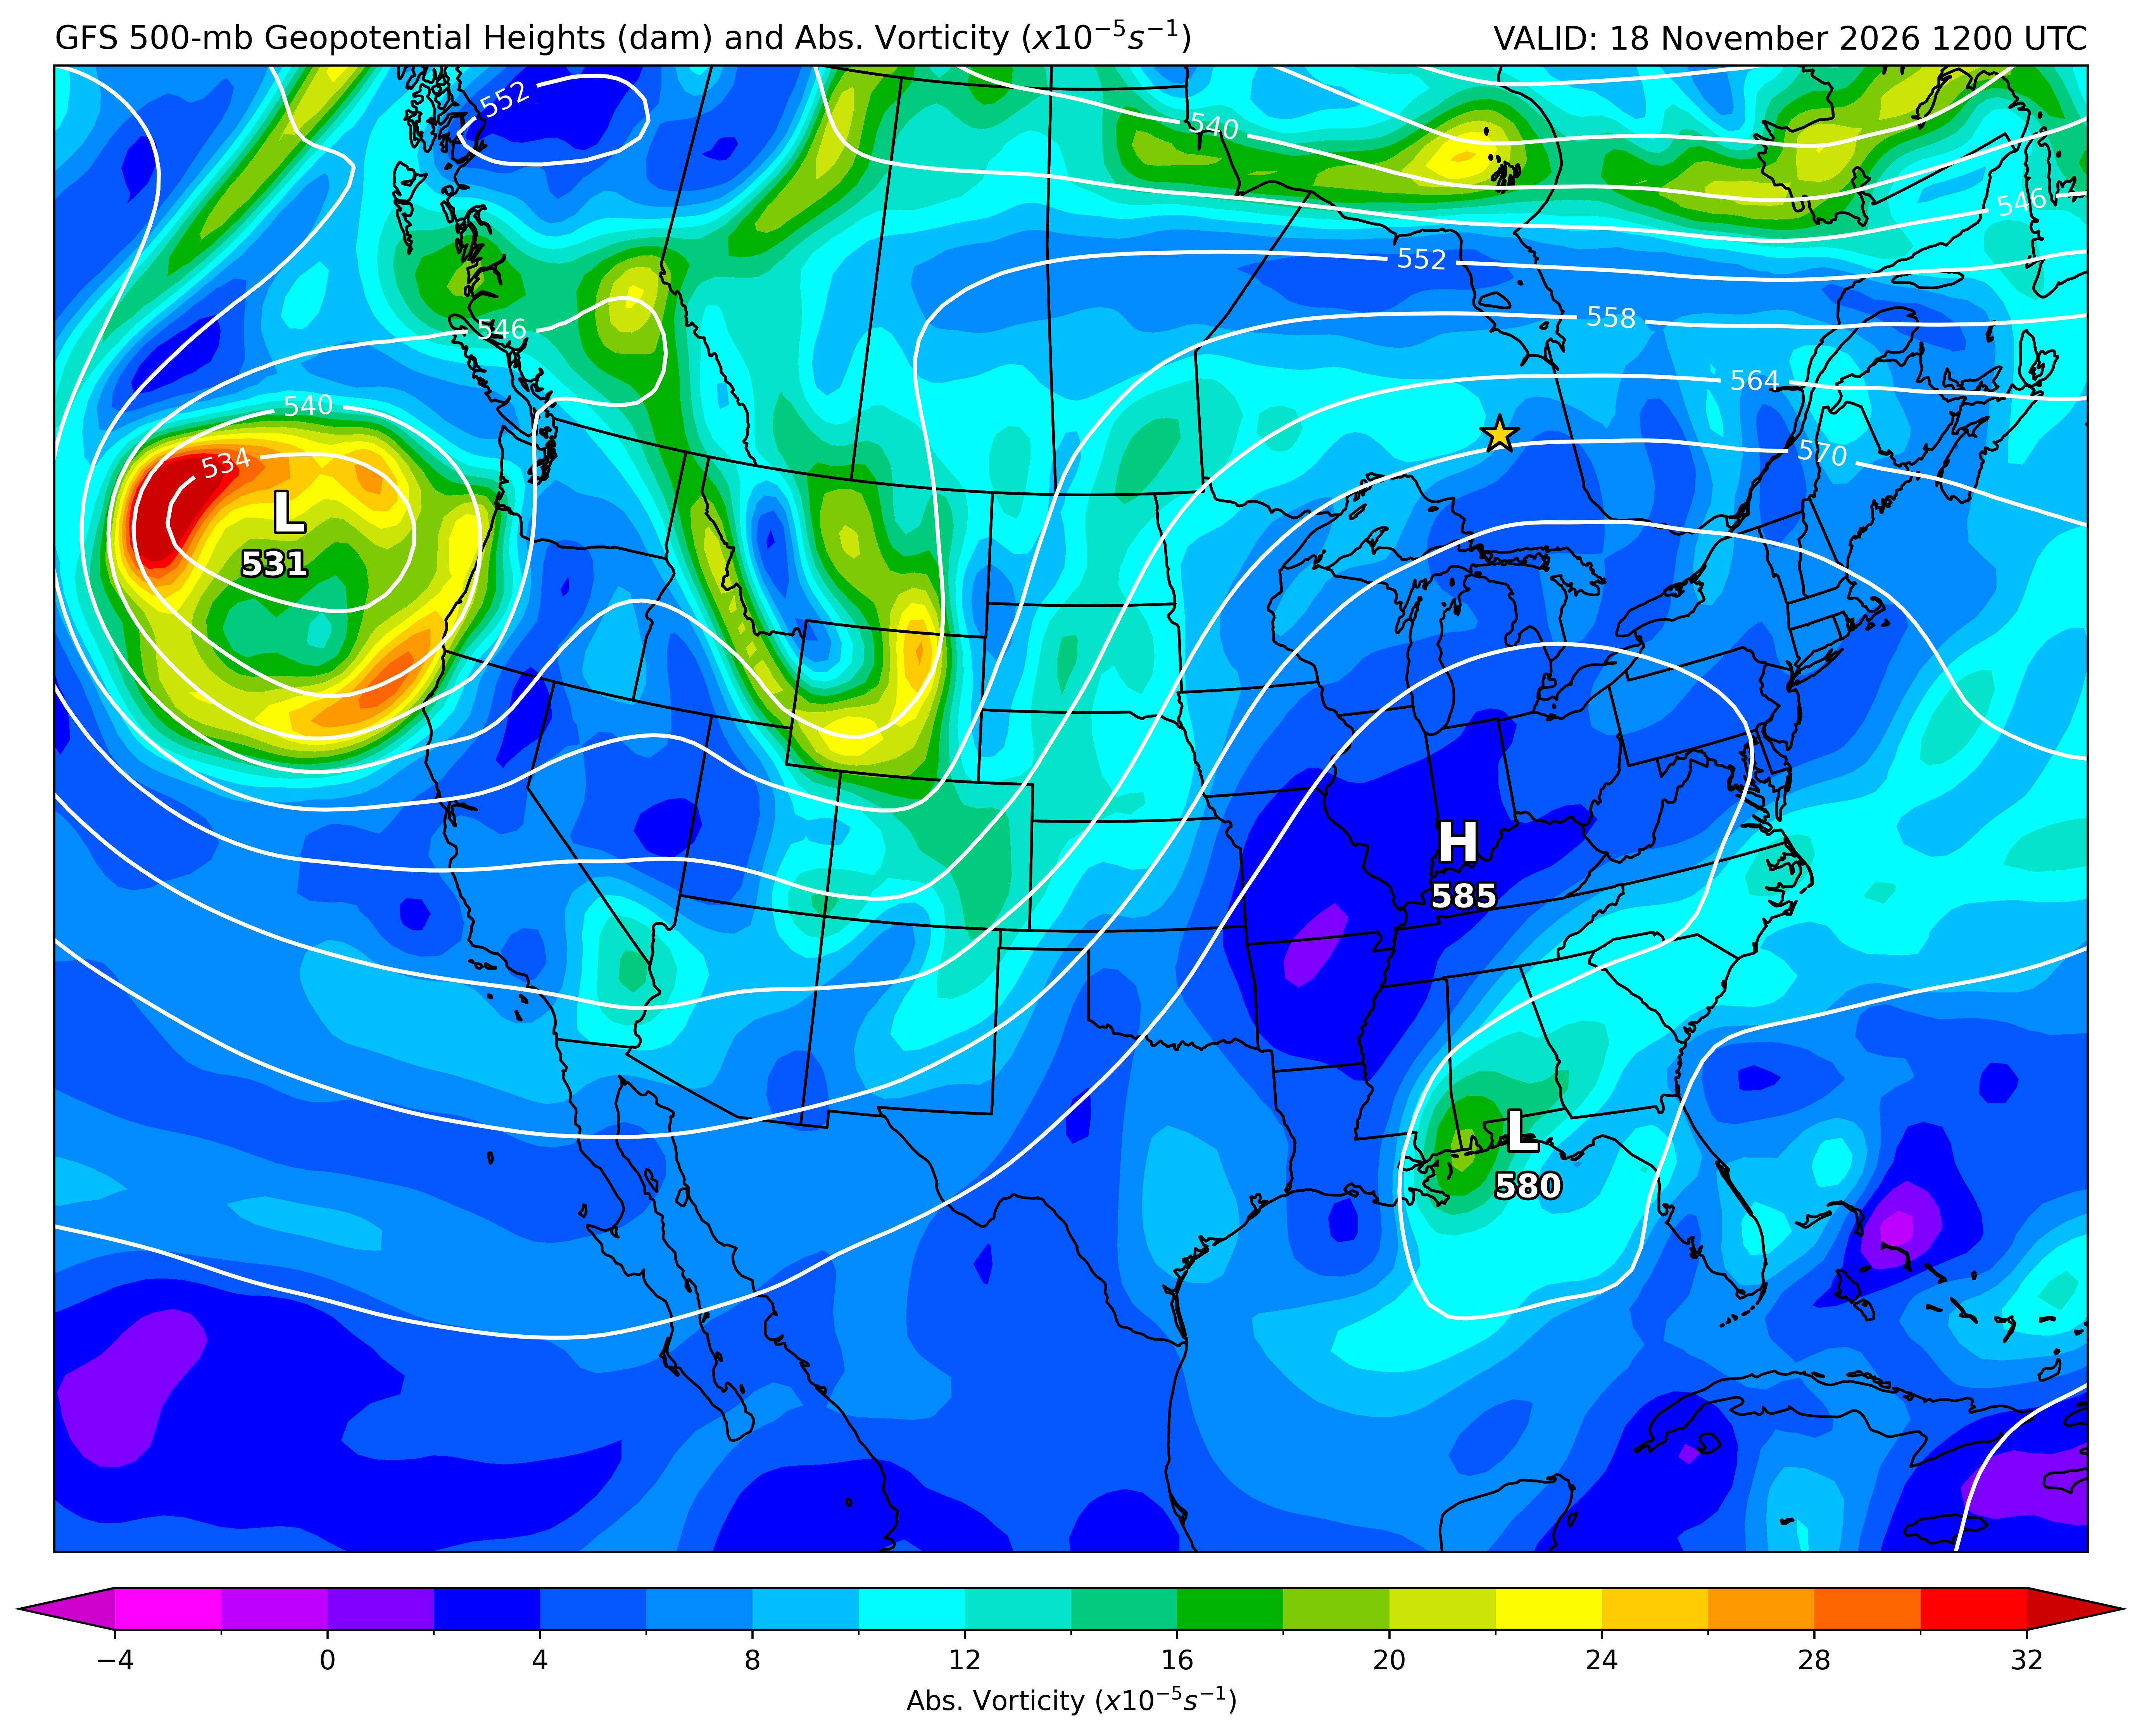 GFS 500-mb Geopotential Heights (dam) and Abs. Vorticity (x10⁻⁵s⁻¹)
VALID: 18 November 2026 1200 UTC
552
540
546
552
546
558
564
540
570
534
L
531
H
585
L
580
−4 0 4 8 12 16 20 24 28 32
Abs. Vorticity (x10⁻⁵s⁻¹)